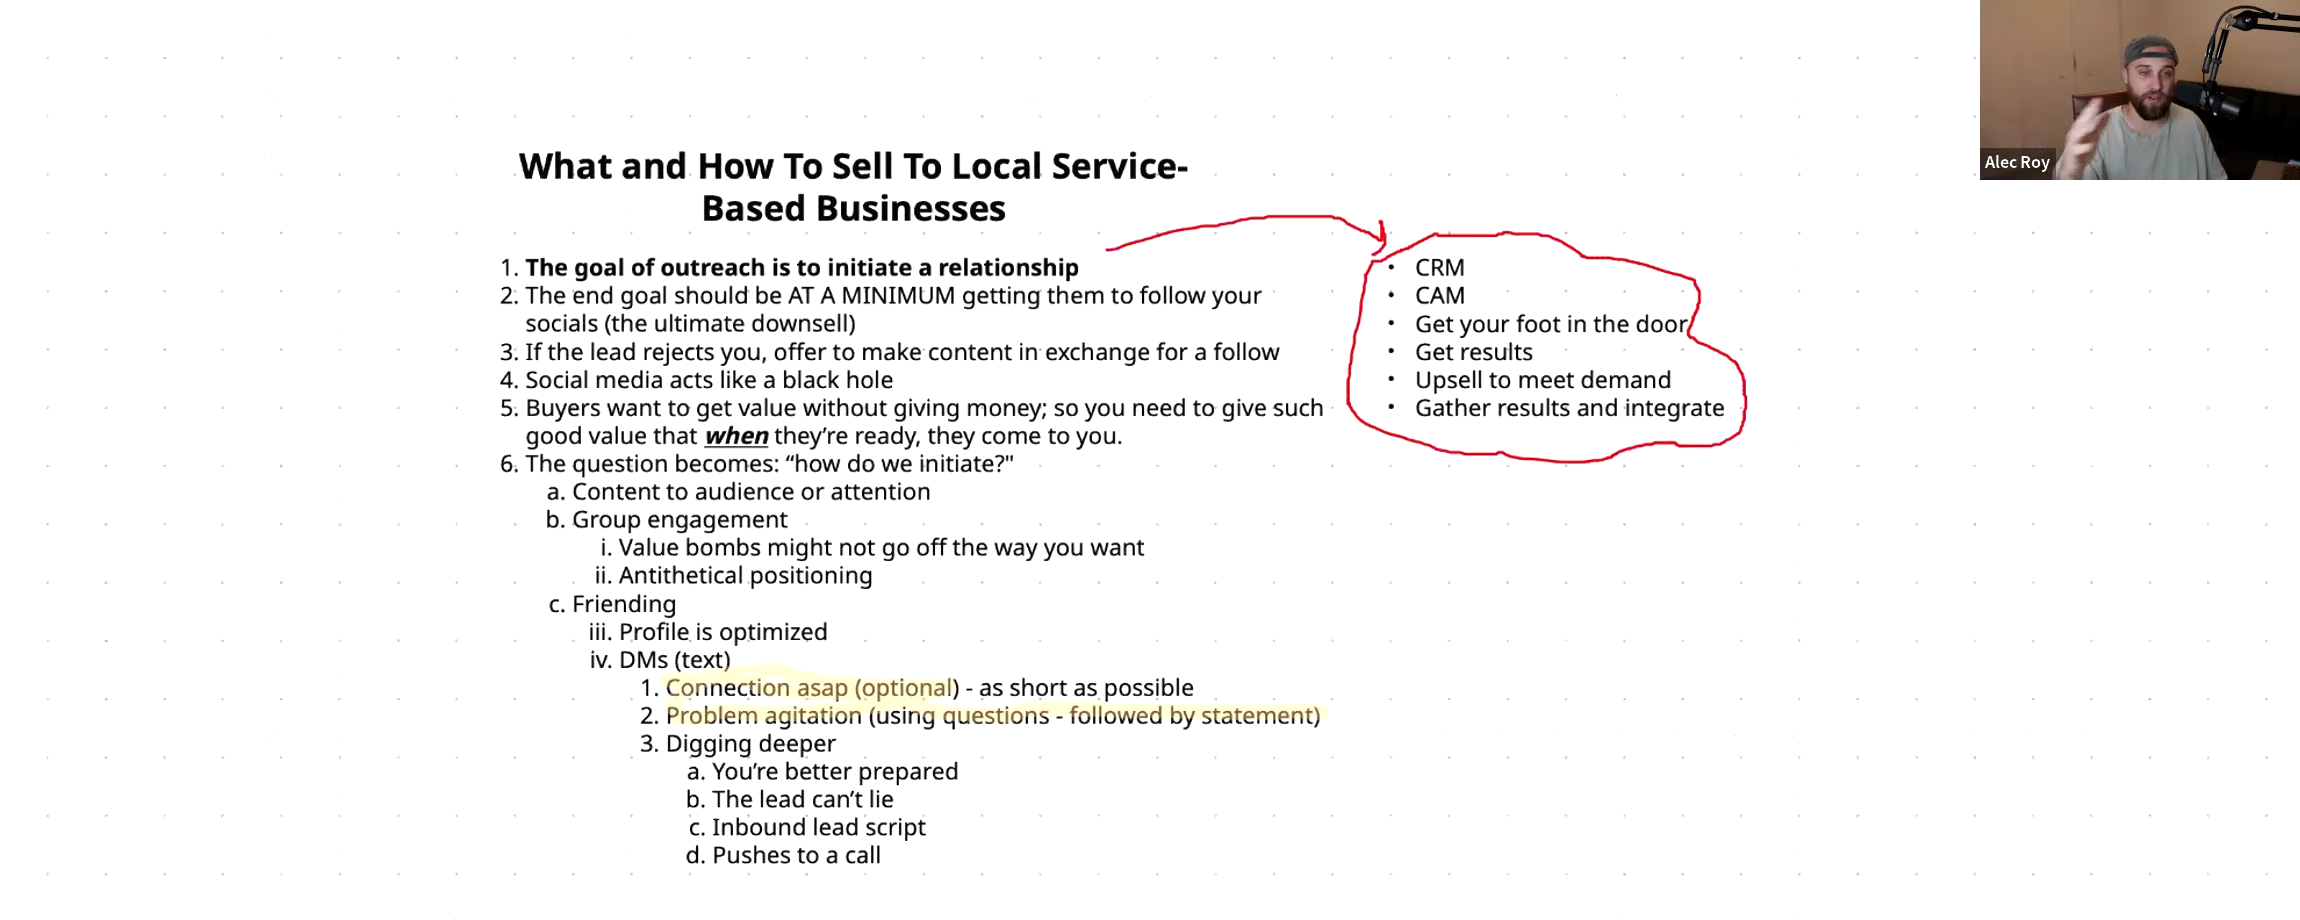 Alec Roy
What and How To Sell To Local Service-
Based Businesses
1. The goal of outreach is to initiate a relationship
2. The end goal should be AT A MINIMUM getting them to follow your
socials (the ultimate downsell)
3. If the lead rejects you, offer to make content in exchange for a follow
4. Social media acts like a black hole
5. Buyers want to get value without giving money; so you need to give such
good value that when they’re ready, they come to you.
6. The question becomes: “how do we initiate?"
a. Content to audience or attention
b. Group engagement
i. Value bombs might not go off the way you want
ii. Antithetical positioning
c. Friending
iii. Profile is optimized
iv. DMs (text)
1. Connection asap (optional) - as short as possible
2. Problem agitation (using questions - followed by statement)
3. Digging deeper
a. You’re better prepared
b. The lead can’t lie
c. Inbound lead script
d. Pushes to a call
• CRM
• CAM
• Get your foot in the door
• Get results
• Upsell to meet demand
• Gather results and integrate